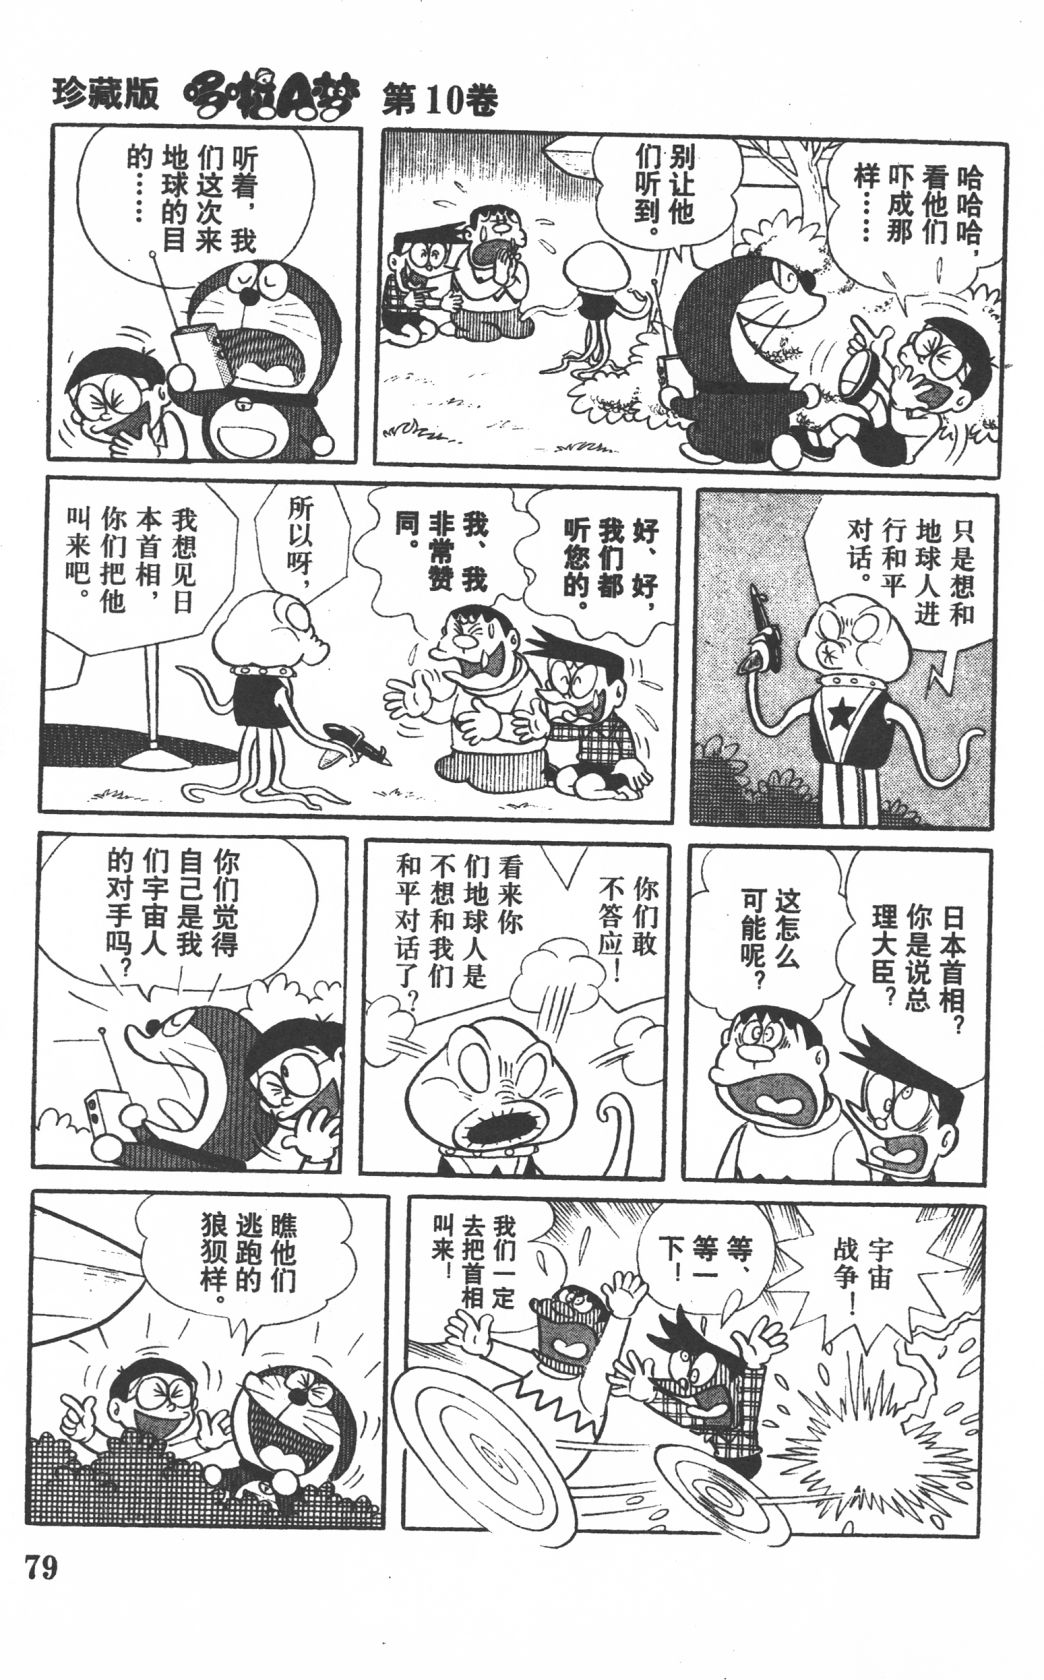 珍藏版 哆啦A梦 第10卷
哈哈哈，
看他们
吓成那
样……
别让他
们听到。
听着，我
们这次来
地球的目
的……
只是想和
地球人进
行和平
对话。
好、好，
我们都
听您的。
我、我
非常赞
同。
所以呀，
我想见日
本首相，
你们把他
叫来吧。
日本首相？
你是说总
理大臣？
这怎么
可能呢？
你们敢
不答应！
看来你
们地球人是
不想和我们
和平对话了？
你们觉得
自己是我
们宇宙人
的对手吗？
宇宙
战争！
等、
等一
下！
我们一定
去把首相
叫来！
瞧他们
逃跑的
狼狈样。
79